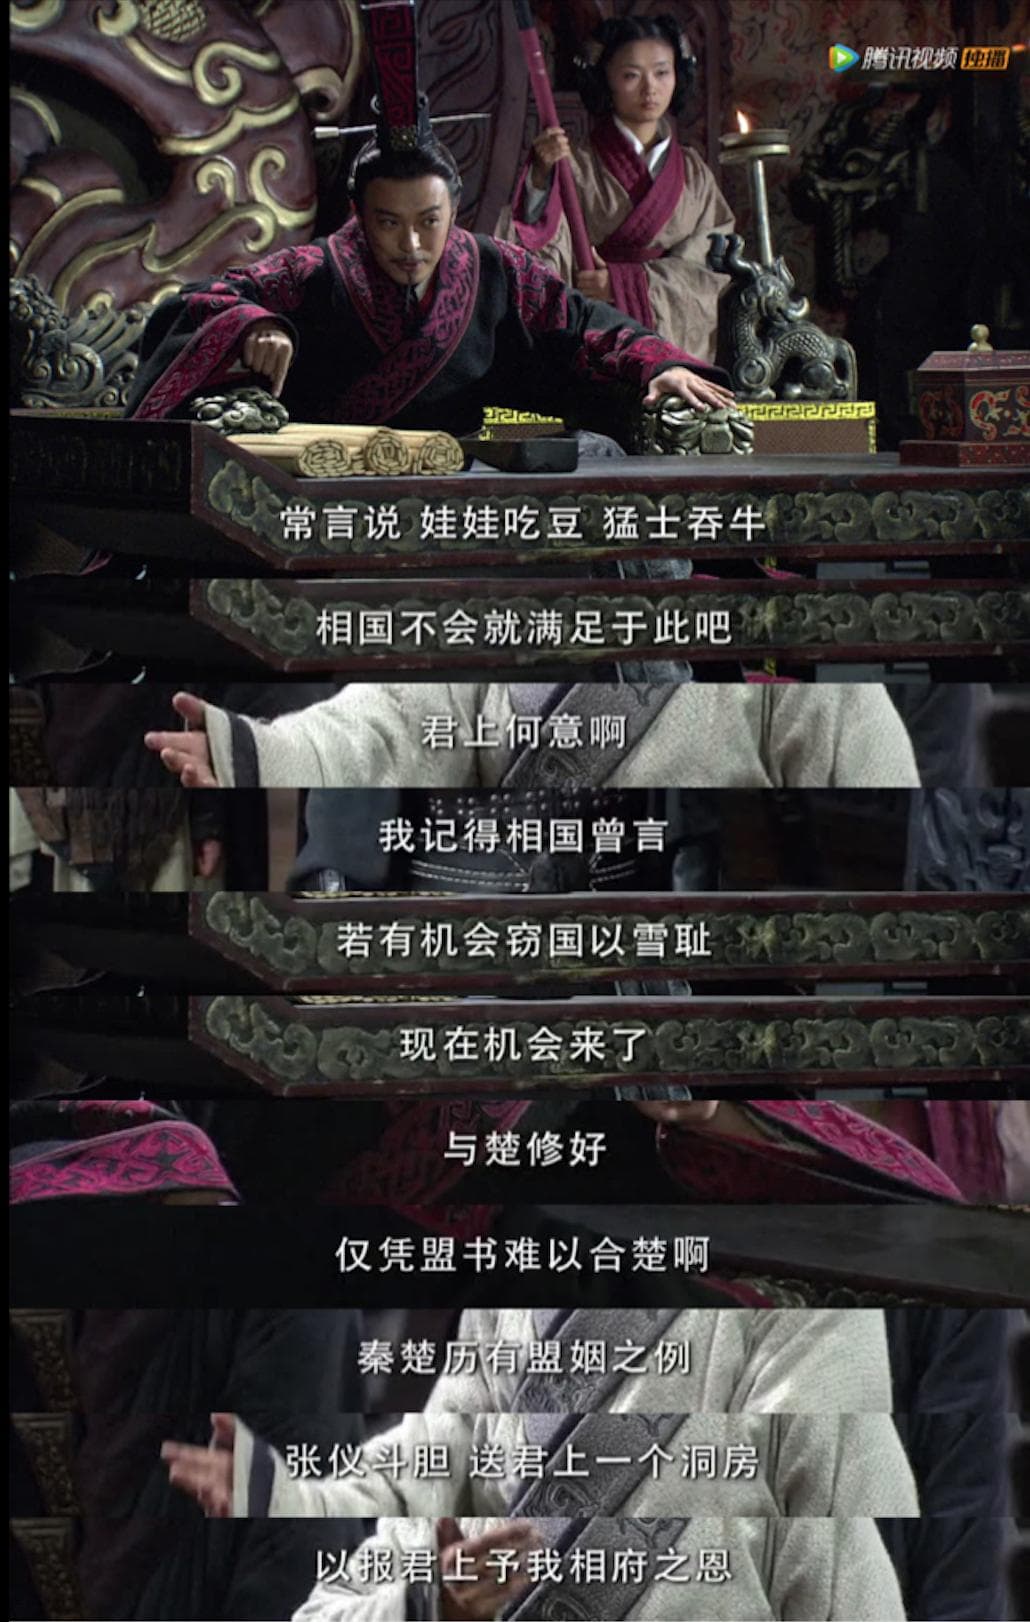 腾讯视频 独播
常言说 娃娃吃豆 猛士吞牛
相国不会就满足于此吧
君上何意啊
我记得相国曾言
若有机会窃国以雪耻
现在机会来了
与楚修好
仅凭盟书难以合楚啊
秦楚历有盟姻之例
张仪斗胆 送君上一个洞房
以报君上予我相府之恩